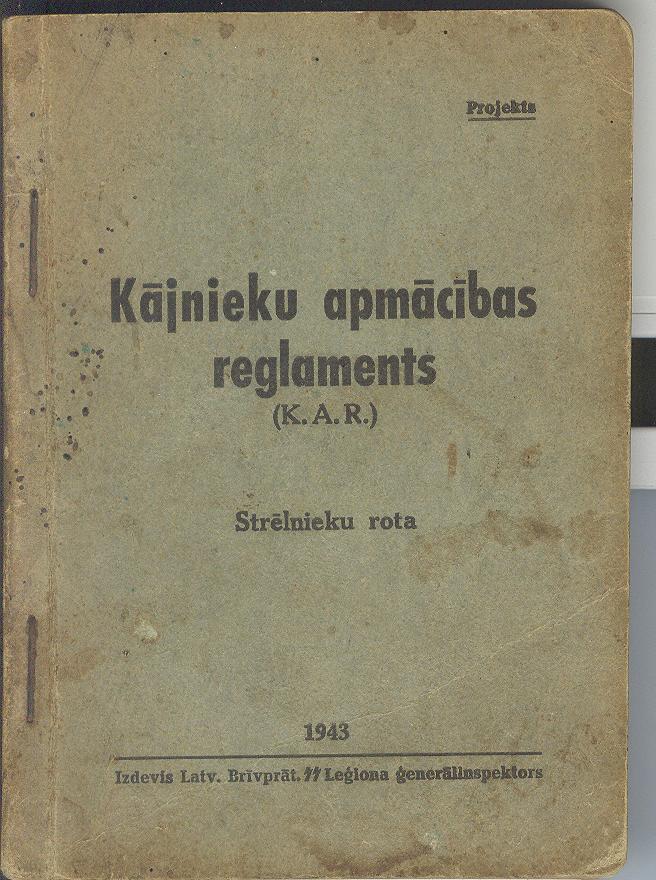 Projekts
Kājnieku apmācības
reglaments
(K. A. R.)
Strēlnieku rota
1943
Izdevis Latv. Brīvprāt. ᛋᛋ Leģiona ģenerālinspektors